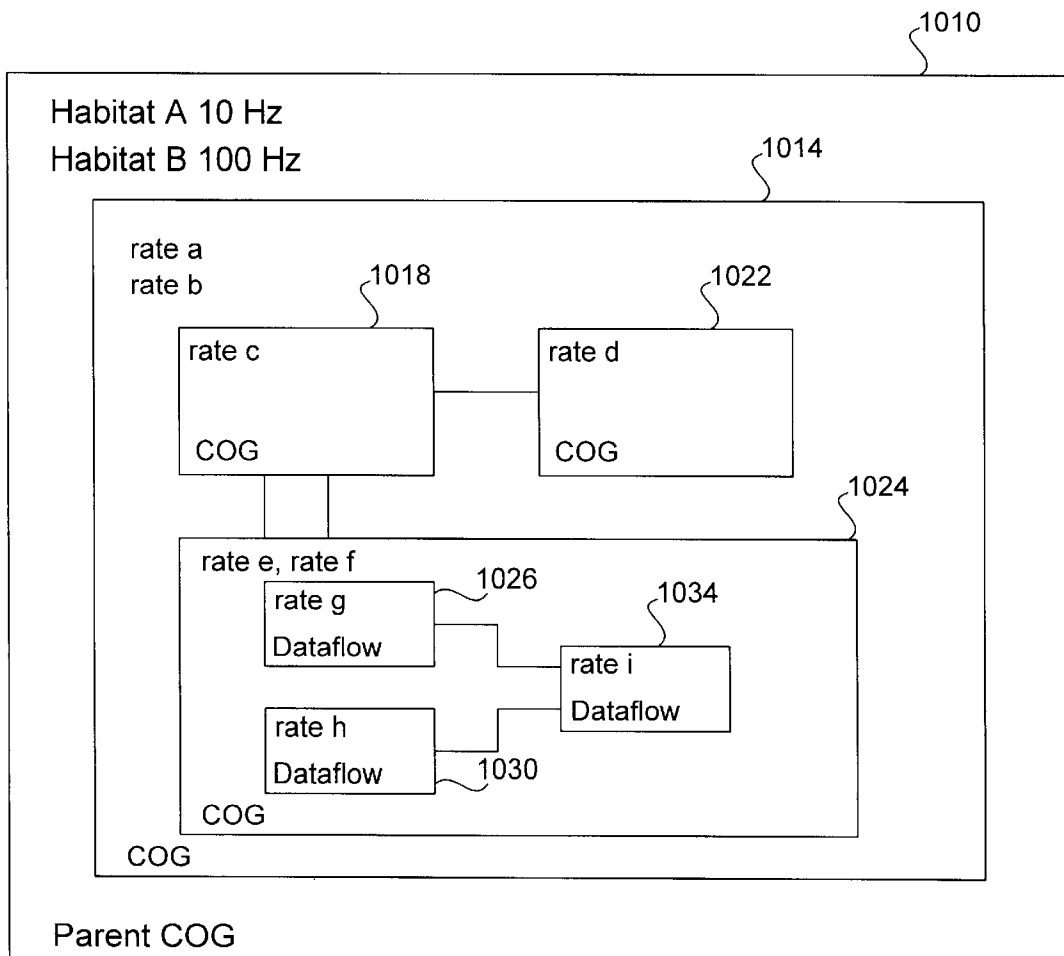 1010
Habitat A 10 Hz
Habitat B 100 Hz
1014
rate a
rate b
1018
1022
rate c
rate d
COG
COG
1024
rate e, rate f
1026
rate g
1034
Dataflow
rate i
Dataflow
rate h
Dataflow
1030
COG
COG
Parent COG